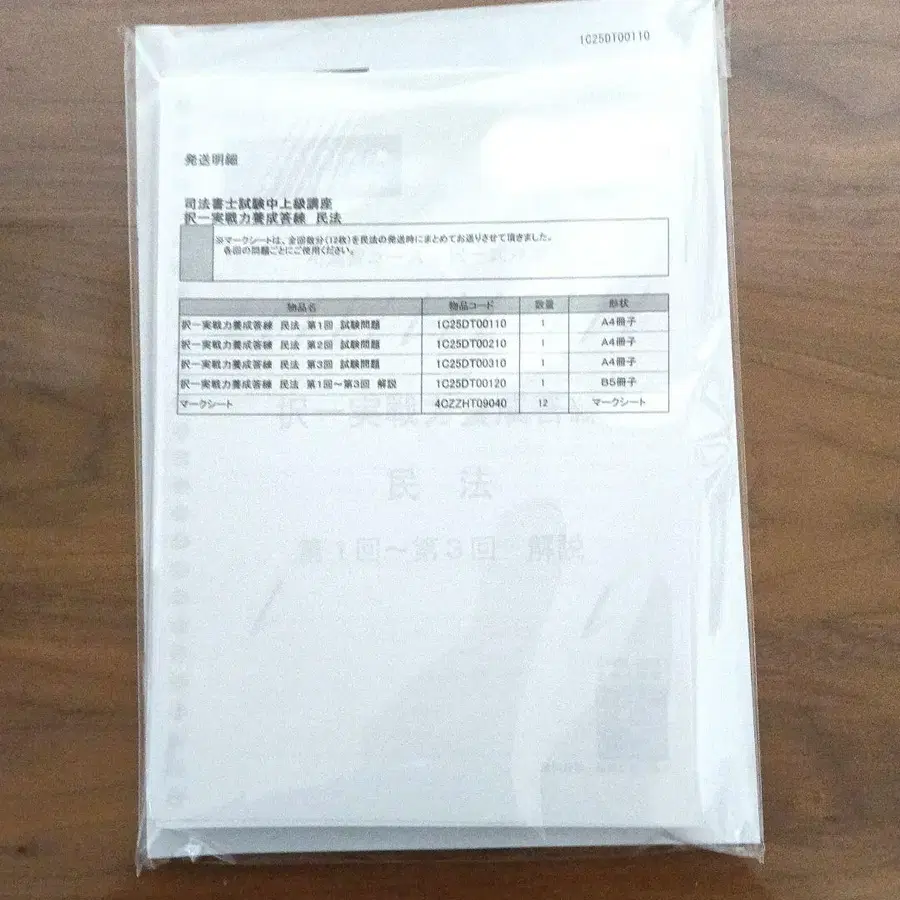 1C25DT00110
発送明細
司法書士試験中上級講座
択一実戦力養成答練 民法
※マークシートは、全回数分(12枚)を民法の発送時にまとめてお送りさせて頂きました。
各回の問題ごとにご使用ください。
物品名 物品コード 数量 形状
択一実戦力養成答練 民法 第1回 試験問題 1C25DT00110 1 A4冊子
択一実戦力養成答練 民法 第2回 試験問題 1C25DT00210 1 A4冊子
択一実戦力養成答練 民法 第3回 試験問題 1C25DT00310 1 A4冊子
択一実戦力養成答練 民法 第1回~第3回 解説 1C25DT00120 1 B5冊子
マークシート 4CZZHT09040 12 マークシート
択一実戦力養成答練
民 法
第1回~第3回 解説